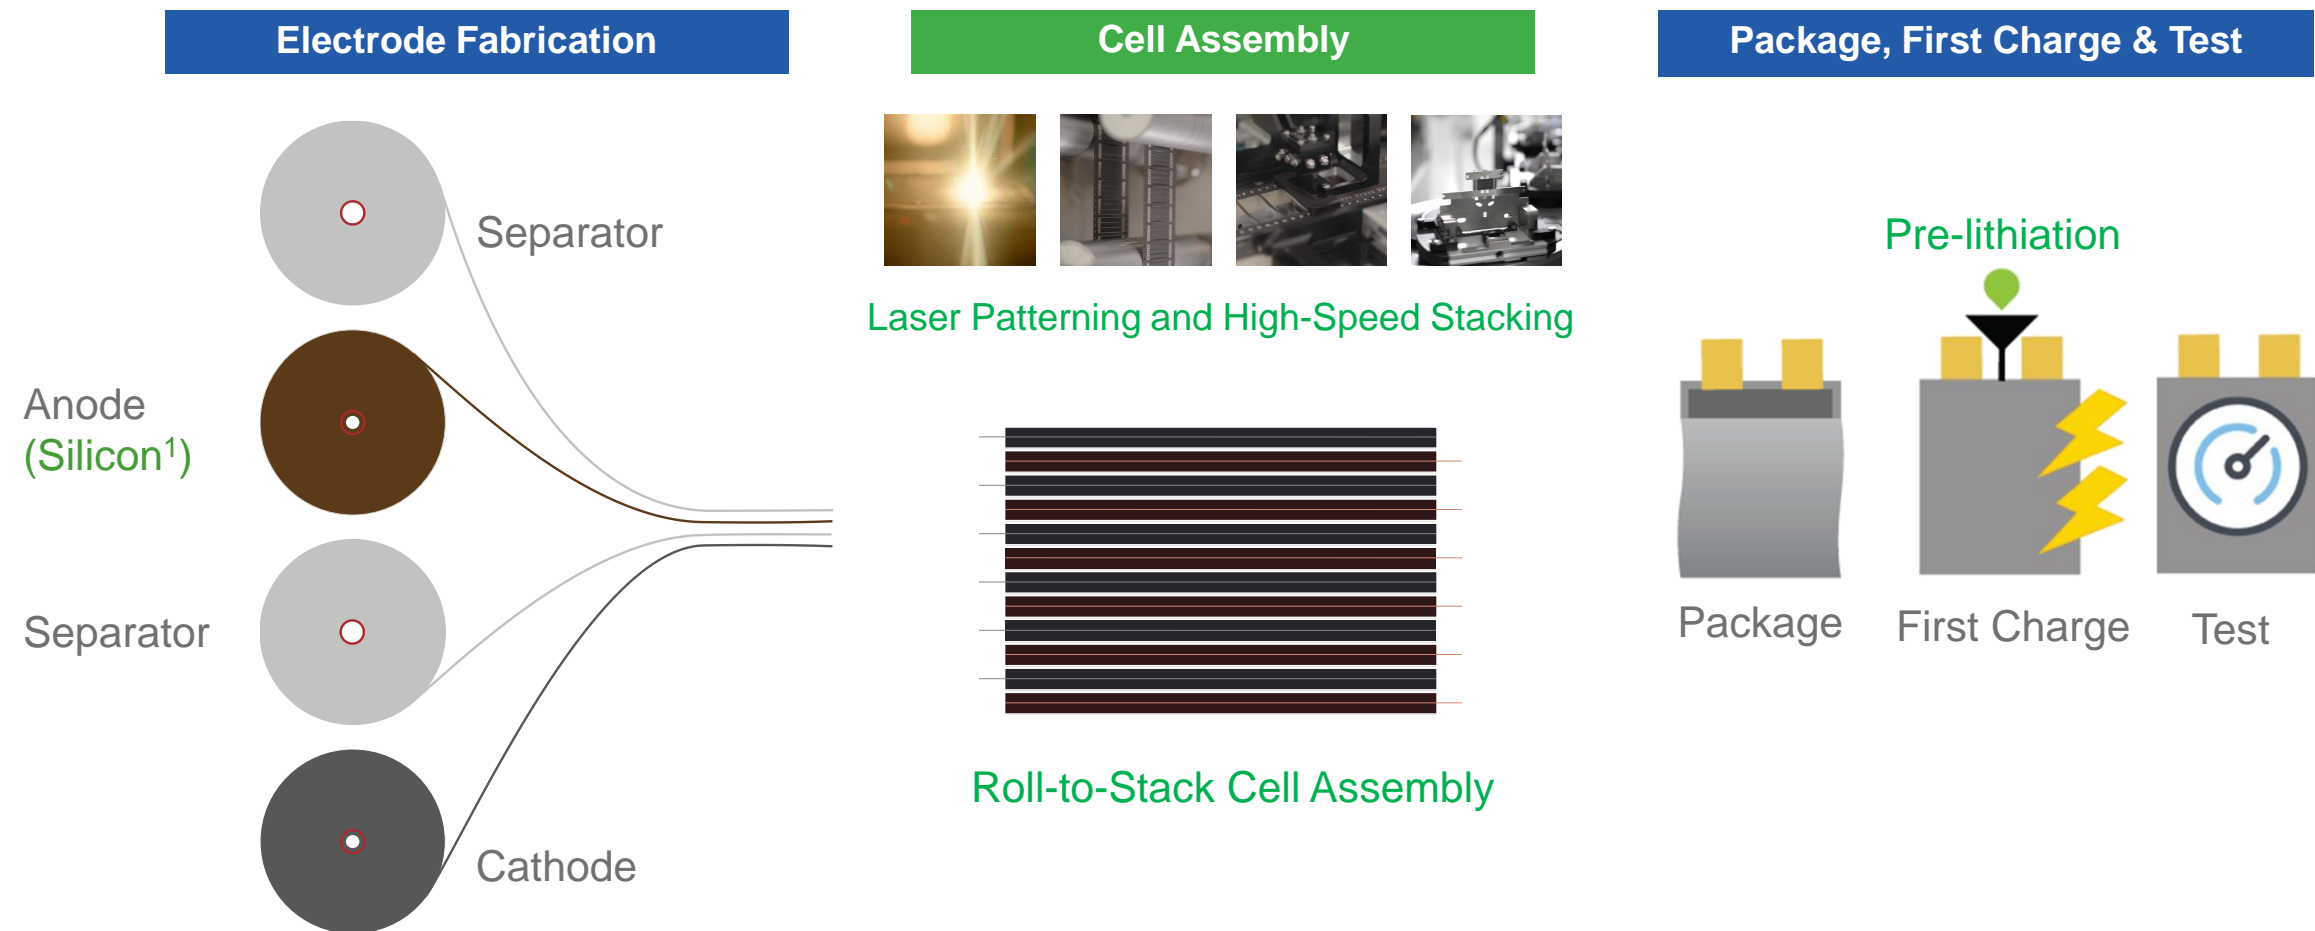 Electrode Fabrication
Separator
Anode
(Silicon¹)
Separator
Cathode
Cell Assembly
Laser Patterning and High-Speed Stacking
Roll-to-Stack Cell Assembly
Package, First Charge & Test
Pre-lithiation
Package
First Charge
Test